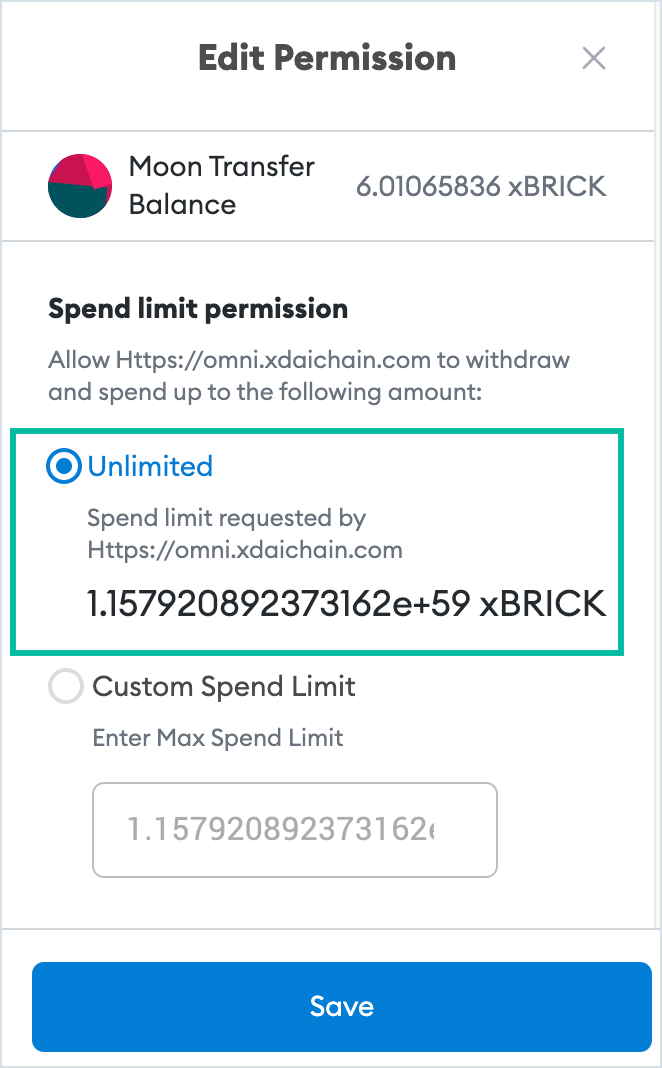 Edit Permission
Moon Transfer
Balance
6.01065836 xBRICK
Spend limit permission
Allow Https://omni.xdaichain.com to withdraw
and spend up to the following amount:
Unlimited
Spend limit requested by
Https://omni.xdaichain.com
1.157920892373162e+59 xBRICK
Custom Spend Limit
Enter Max Spend Limit
1.157920892373162
Save